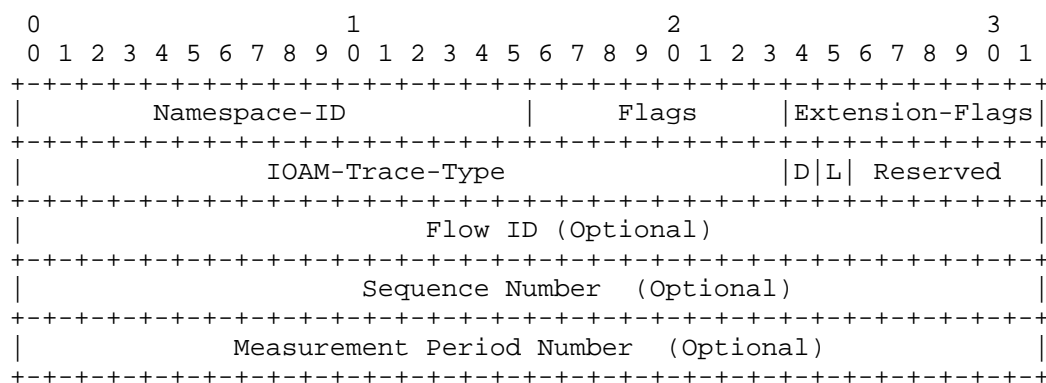 0                   1                   2                   3
0 1 2 3 4 5 6 7 8 9 0 1 2 3 4 5 6 7 8 9 0 1 2 3 4 5 6 7 8 9 0 1
+-+-+-+-+-+-+-+-+-+-+-+-+-+-+-+-+-+-+-+-+-+-+-+-+-+-+-+-+-+-+-+-+
|        Namespace-ID           |     Flags     |Extension-Flags|
+-+-+-+-+-+-+-+-+-+-+-+-+-+-+-+-+-+-+-+-+-+-+-+-+-+-+-+-+-+-+-+-+
|               IOAM-Trace-Type                 |D|L| Reserved  |
+-+-+-+-+-+-+-+-+-+-+-+-+-+-+-+-+-+-+-+-+-+-+-+-+-+-+-+-+-+-+-+-+
|                         Flow ID (Optional)                    |
+-+-+-+-+-+-+-+-+-+-+-+-+-+-+-+-+-+-+-+-+-+-+-+-+-+-+-+-+-+-+-+-+
|                     Sequence Number  (Optional)               |
+-+-+-+-+-+-+-+-+-+-+-+-+-+-+-+-+-+-+-+-+-+-+-+-+-+-+-+-+-+-+-+-+
|             Measurement Period Number  (Optional)             |
+-+-+-+-+-+-+-+-+-+-+-+-+-+-+-+-+-+-+-+-+-+-+-+-+-+-+-+-+-+-+-+-+